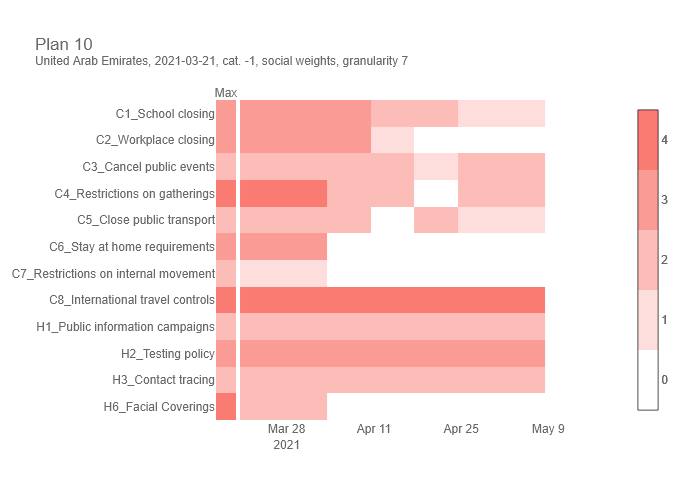 Plan 10
United Arab Emirates, 2021-03-21, cat. -1, social weights, granularity 7
Max
C1_School closing
C2_Workplace closing
C3_Cancel public events
C4_Restrictions on gatherings
C5_Close public transport
C6_Stay at home requirements
C7_Restrictions on internal movement
C8_International travel controls
H1_Public information campaigns
H2_Testing policy
H3_Contact tracing
H6_Facial Coverings
Mar 28 Apr 11 Apr 25 May 9
2021
4
3
2
1
0